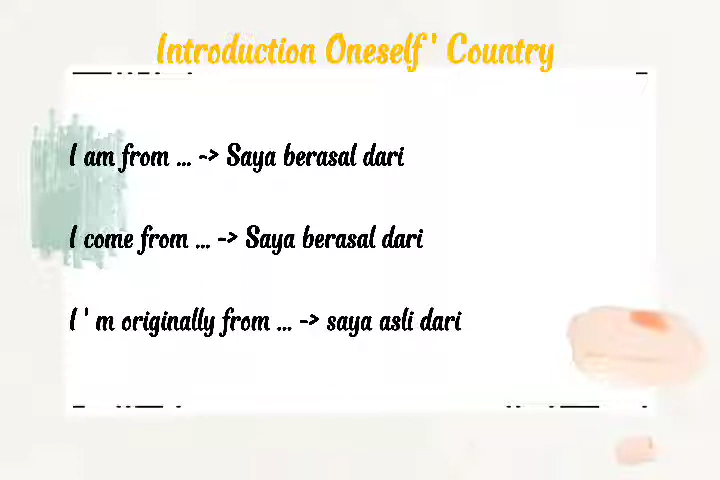 Introduction Oneself ' Country
I am from ... -> Saya berasal dari
I come from ... -> Saya berasal dari
I ' m originally from ... -> saya asli dari